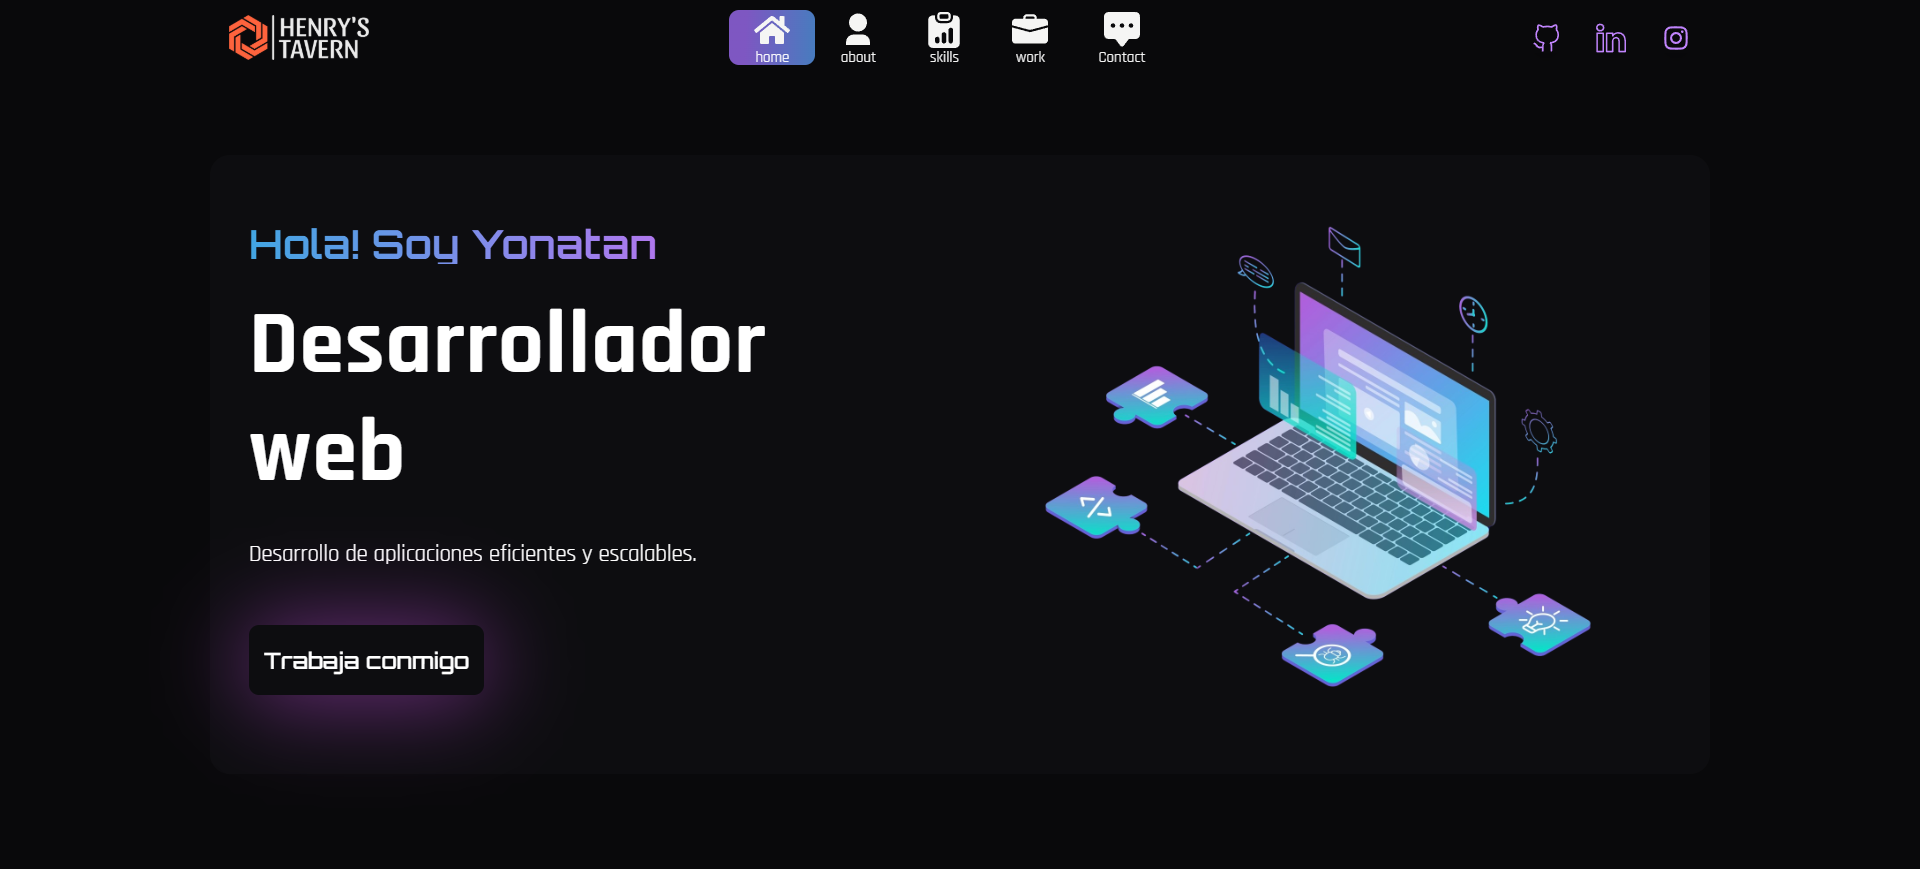 HENRY'S
TAVERN
home
about
skills
work
Contact
Hola! Soy Yonatan
Desarrollador
web
Desarrollo de aplicaciones eficientes y escalables.
Trabaja conmigo